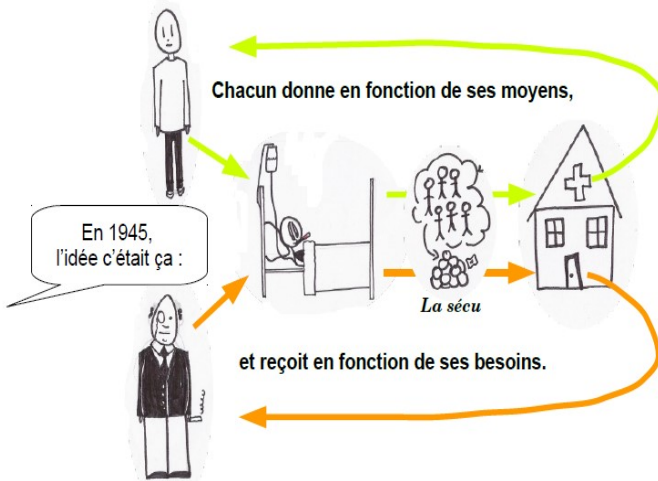 Chacun donne en fonction de ses moyens,
En 1945,
l'idée c'était ça :
La sécu
et reçoit en fonction de ses besoins.